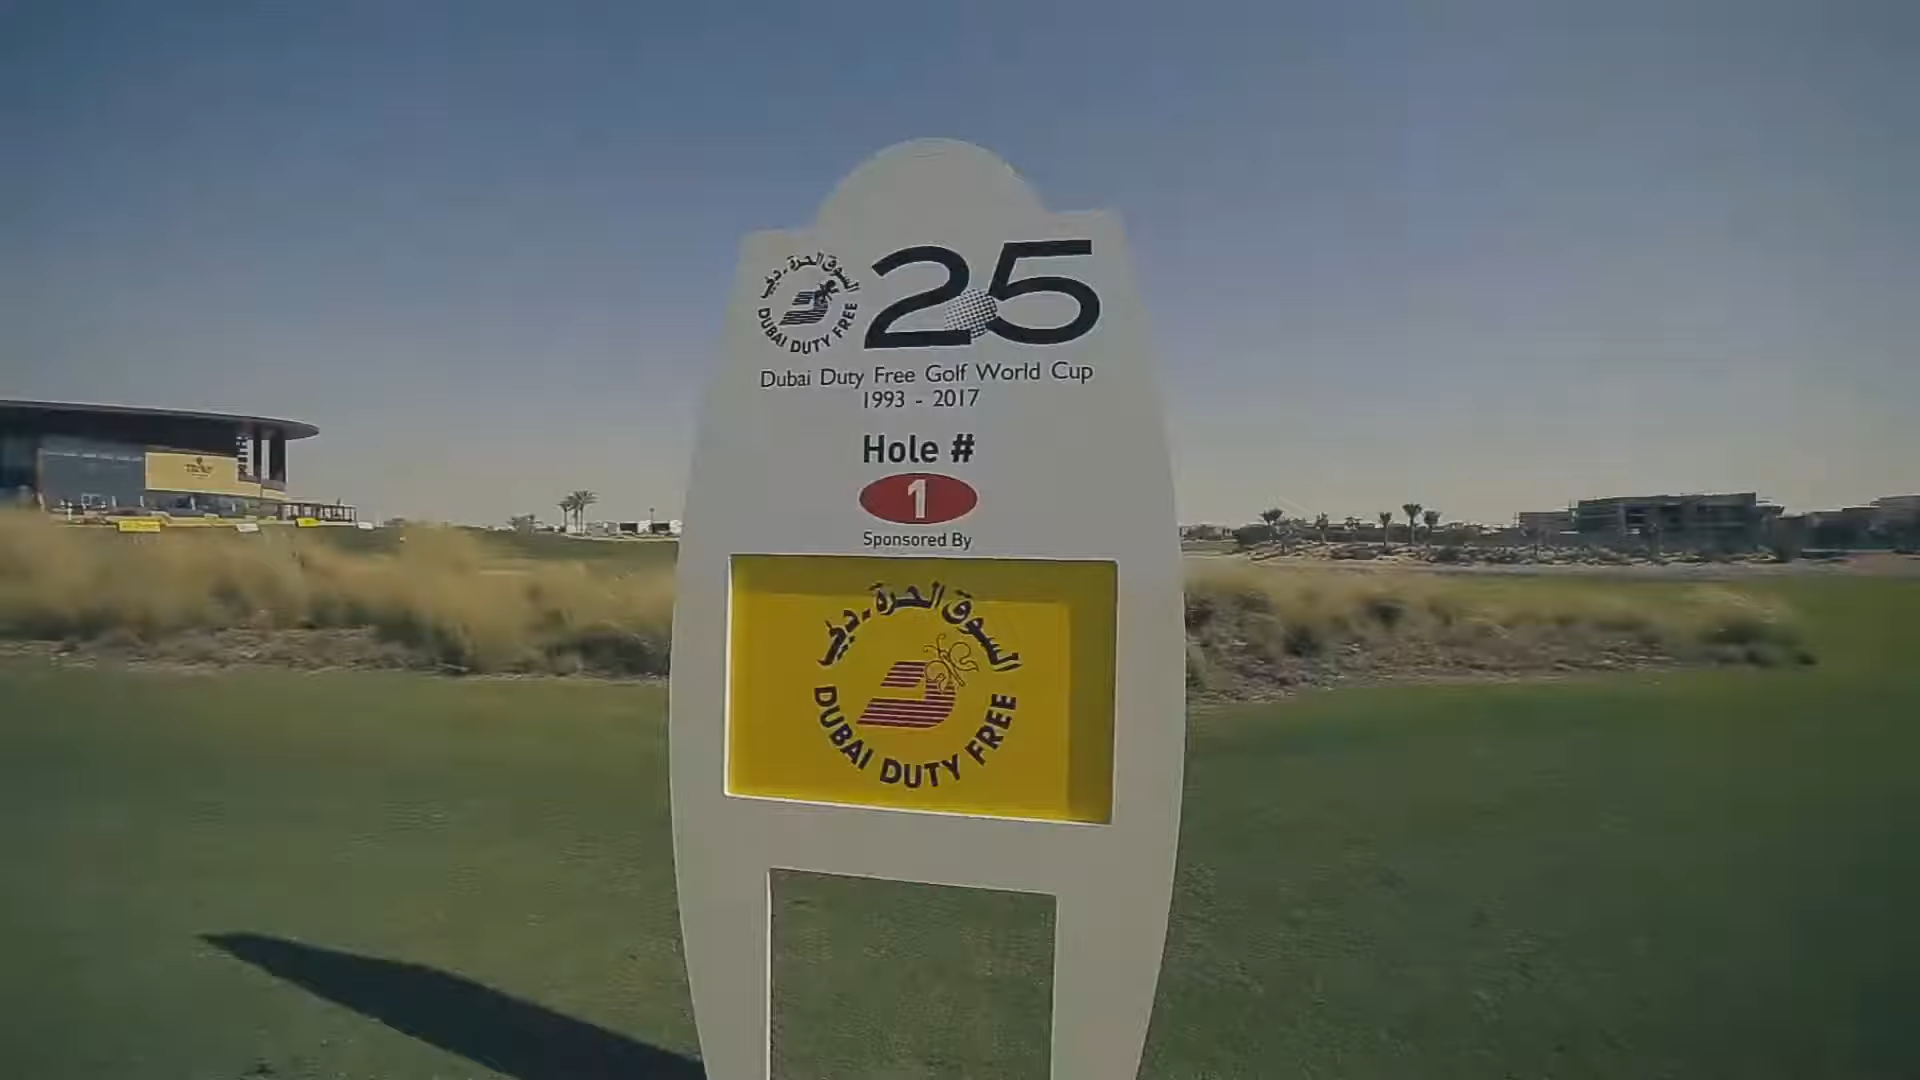 السوق الحرة - دبي
DUBAI DUTY FREE
25
Dubai Duty Free Golf World Cup
1993 - 2017
Hole #
1
Sponsored By
السوق الحرة - دبي
DUBAI DUTY FREE